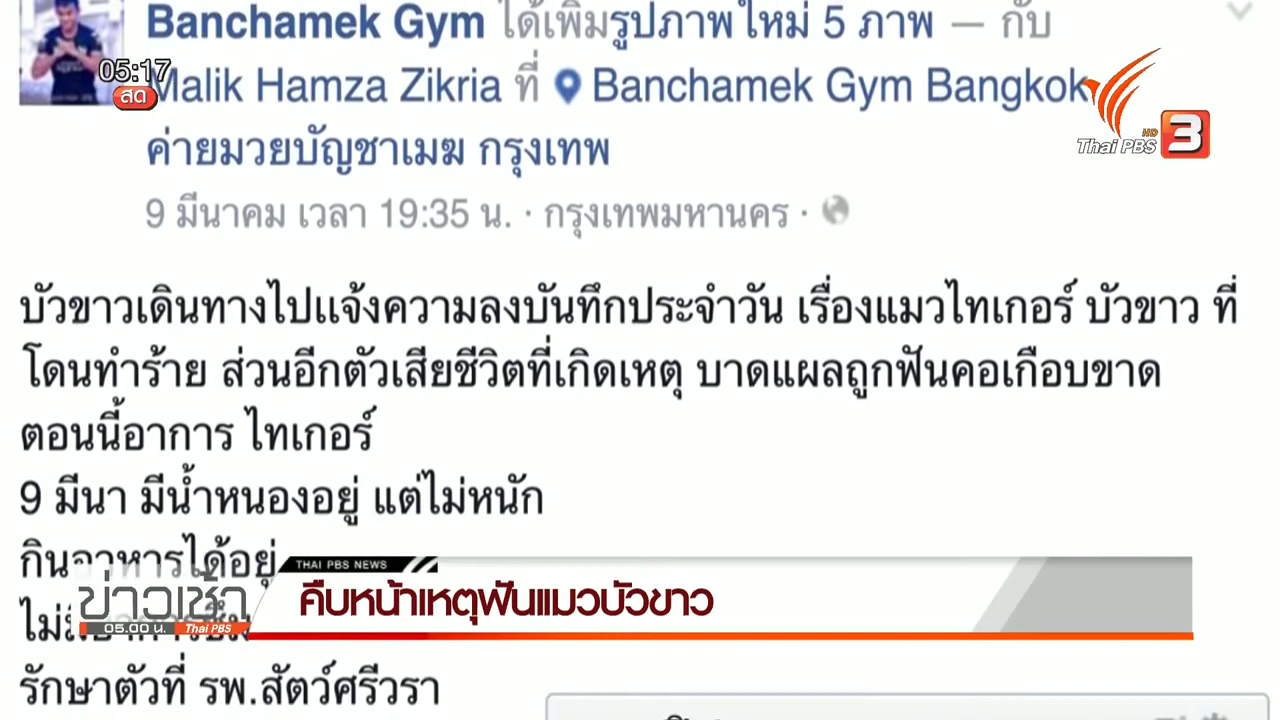 Banchamek Gym ได้เพิ่มรูปภาพใหม่ 5 ภาพ — กับ
05:17
สด
Malik Hamza Zikria ที่ Banchamek Gym Bangkok
ค่ายมวยบัญชาเมฆ กรุงเทพ
HD
Thai PBS 3
9 มีนาคม เวลา 19:35 น. · กรุงเทพมหานคร ·
บัวขาวเดินทางไปแจ้งความลงบันทึกประจำวัน เรื่องแมวไทเกอร์ บัวขาว ที่
โดนทำร้าย ส่วนอีกตัวเสียชีวิตที่เกิดเหตุ บาดแผลถูกฟันคอเกือบขาด
ตอนนี้อาการ ไทเกอร์
9 มีนา มีน้ำหนองอยู่ แต่ไม่หนัก
กินอาหารได้อยู่
THAI PBS NEWS
ข่าวเช้า
คืบหน้าเหตุฟันแมวบัวขาว
05.00 น. Thai PBS
รักษาตัวที่ รพ.สัตว์ศรีวรา